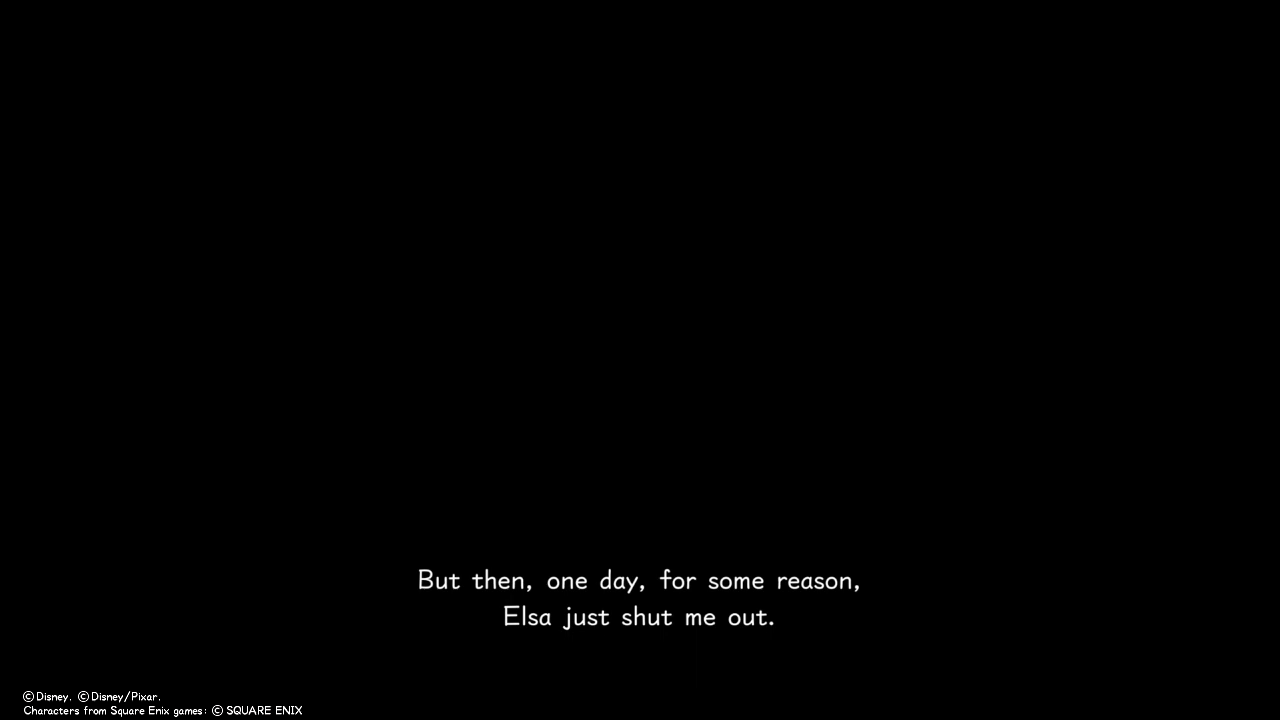 But then, one day, for some reason,
Elsa just shut me out.
©Disney. ©Disney/Pixar.
Characters from Square Enix games: © SQUARE ENIX